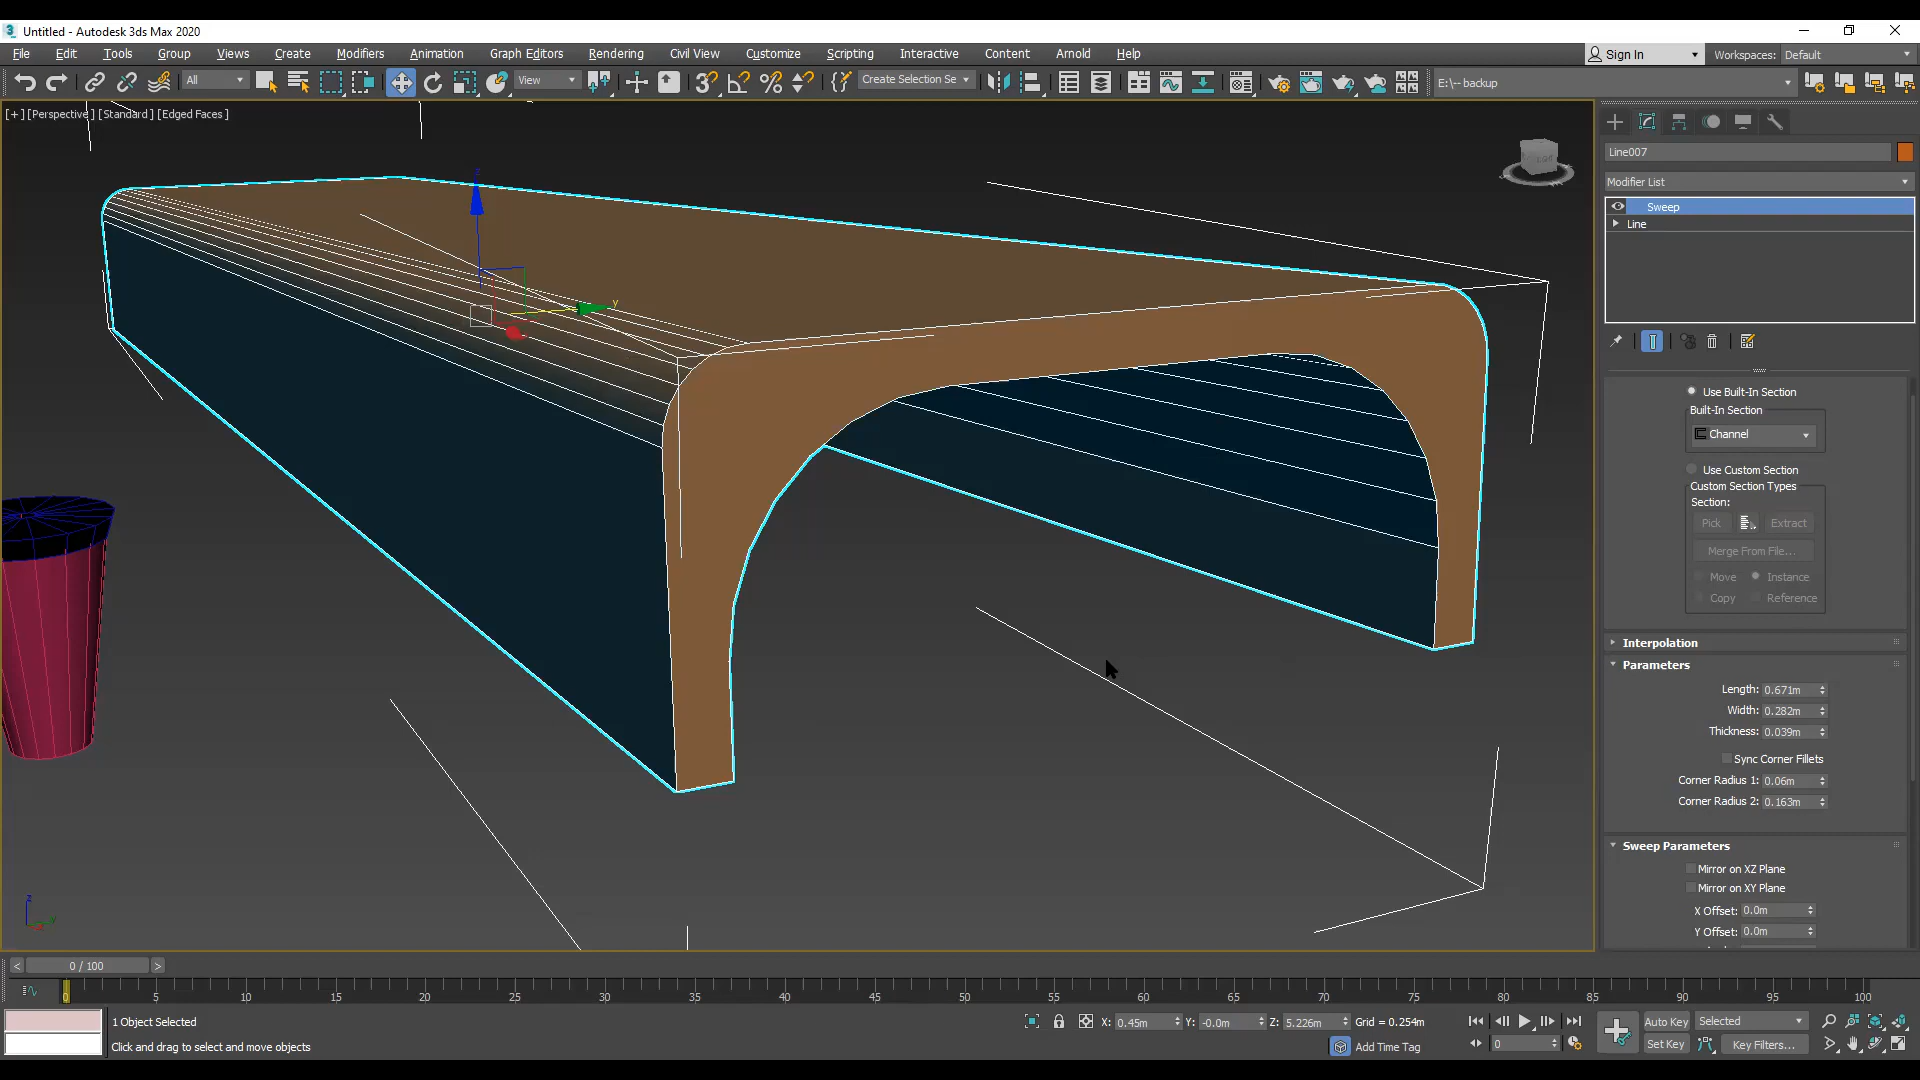 3 Untitled - Autodesk 3ds Max 2020
File Edit Tools Group Views Create Modifiers Animation Graph Editors Rendering Civil View Customize Scripting Interactive Content Arnold Help Sign In Workspaces: Default
All View Create Selection Se E:\-- backup
[+] [Perspective] [Standard] [Edged Faces]
Line007
Modifier List
Sweep
Line
z
y
Use Built-In Section
Built-In Section
Channel
Use Custom Section
Custom Section Types
Section:
Pick Extract
Merge From File...
Move Instance
Copy Reference
Interpolation
Parameters
Length: 0.671m
Width: 0.282m
Thickness: 0.039m
Sync Corner Fillets
Corner Radius 1: 0.06m
Corner Radius 2: 0.163m
Sweep Parameters
Mirror on XZ Plane
Mirror on XY Plane
X Offset: 0.0m
Y Offset: 0.0m
< 0 / 100 >
0 5 10 15 20 25 30 35 40 45 50 55 60 65 70 75 80 85 90 95 100
1 Object Selected X: 0.45m Y: -0.0m Z: 5.226m Grid = 0.254m Auto Key Selected
Click and drag to select and move objects Add Time Tag 0 Set Key Key Filters...